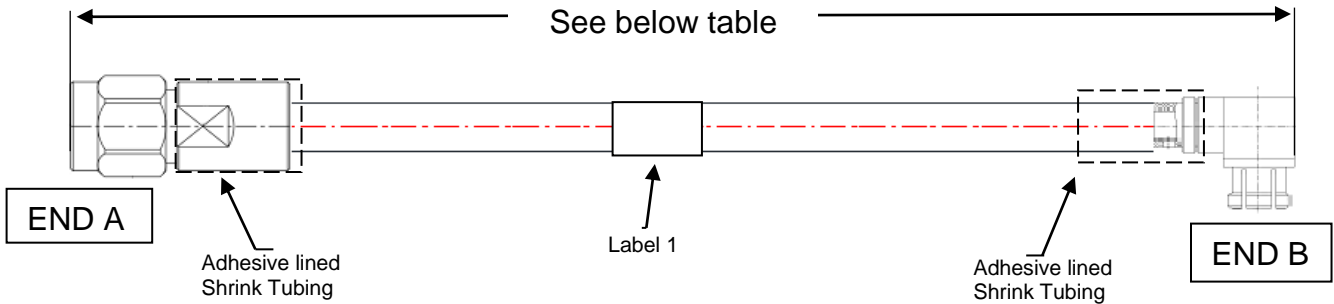 See below table
END A
Adhesive lined
Shrink Tubing
Label 1
Adhesive lined
Shrink Tubing
END B